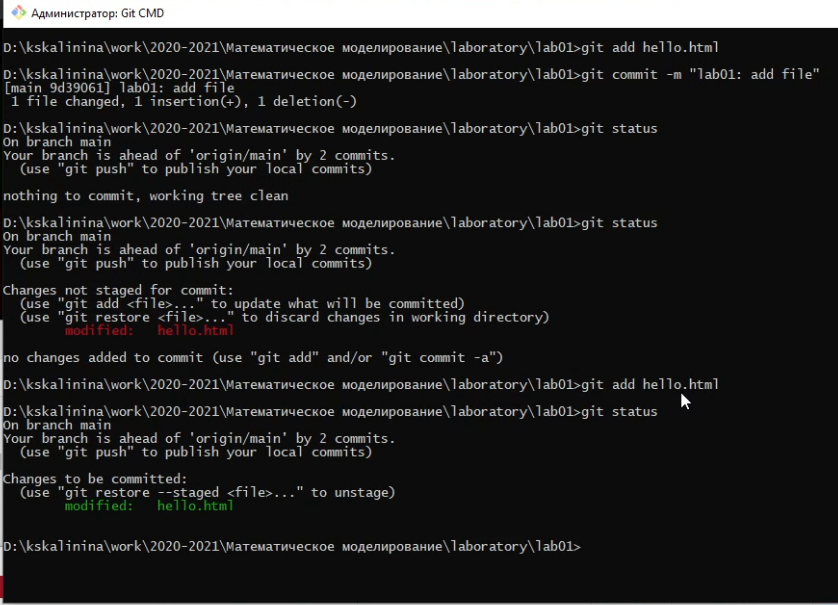 Администратор: Git CMD
D:\kskalinina\work\2020-2021\Математическое моделирование\laboratory\lab01>git add hello.html
D:\kskalinina\work\2020-2021\Математическое моделирование\laboratory\lab01>git commit -m "lab01: add file"
[main 9d39061] lab01: add file
 1 file changed, 1 insertion(+), 1 deletion(-)
D:\kskalinina\work\2020-2021\Математическое моделирование\laboratory\lab01>git status
On branch main
Your branch is ahead of 'origin/main' by 2 commits.
  (use "git push" to publish your local commits)
nothing to commit, working tree clean
D:\kskalinina\work\2020-2021\Математическое моделирование\laboratory\lab01>git status
On branch main
Your branch is ahead of 'origin/main' by 2 commits.
  (use "git push" to publish your local commits)
Changes not staged for commit:
  (use "git add <file>..." to update what will be committed)
  (use "git restore <file>..." to discard changes in working directory)
        modified:   hello.html
no changes added to commit (use "git add" and/or "git commit -a")
D:\kskalinina\work\2020-2021\Математическое моделирование\laboratory\lab01>git add hello.html
D:\kskalinina\work\2020-2021\Математическое моделирование\laboratory\lab01>git status
On branch main
Your branch is ahead of 'origin/main' by 2 commits.
  (use "git push" to publish your local commits)
Changes to be committed:
  (use "git restore --staged <file>..." to unstage)
        modified:   hello.html
D:\kskalinina\work\2020-2021\Математическое моделирование\laboratory\lab01>